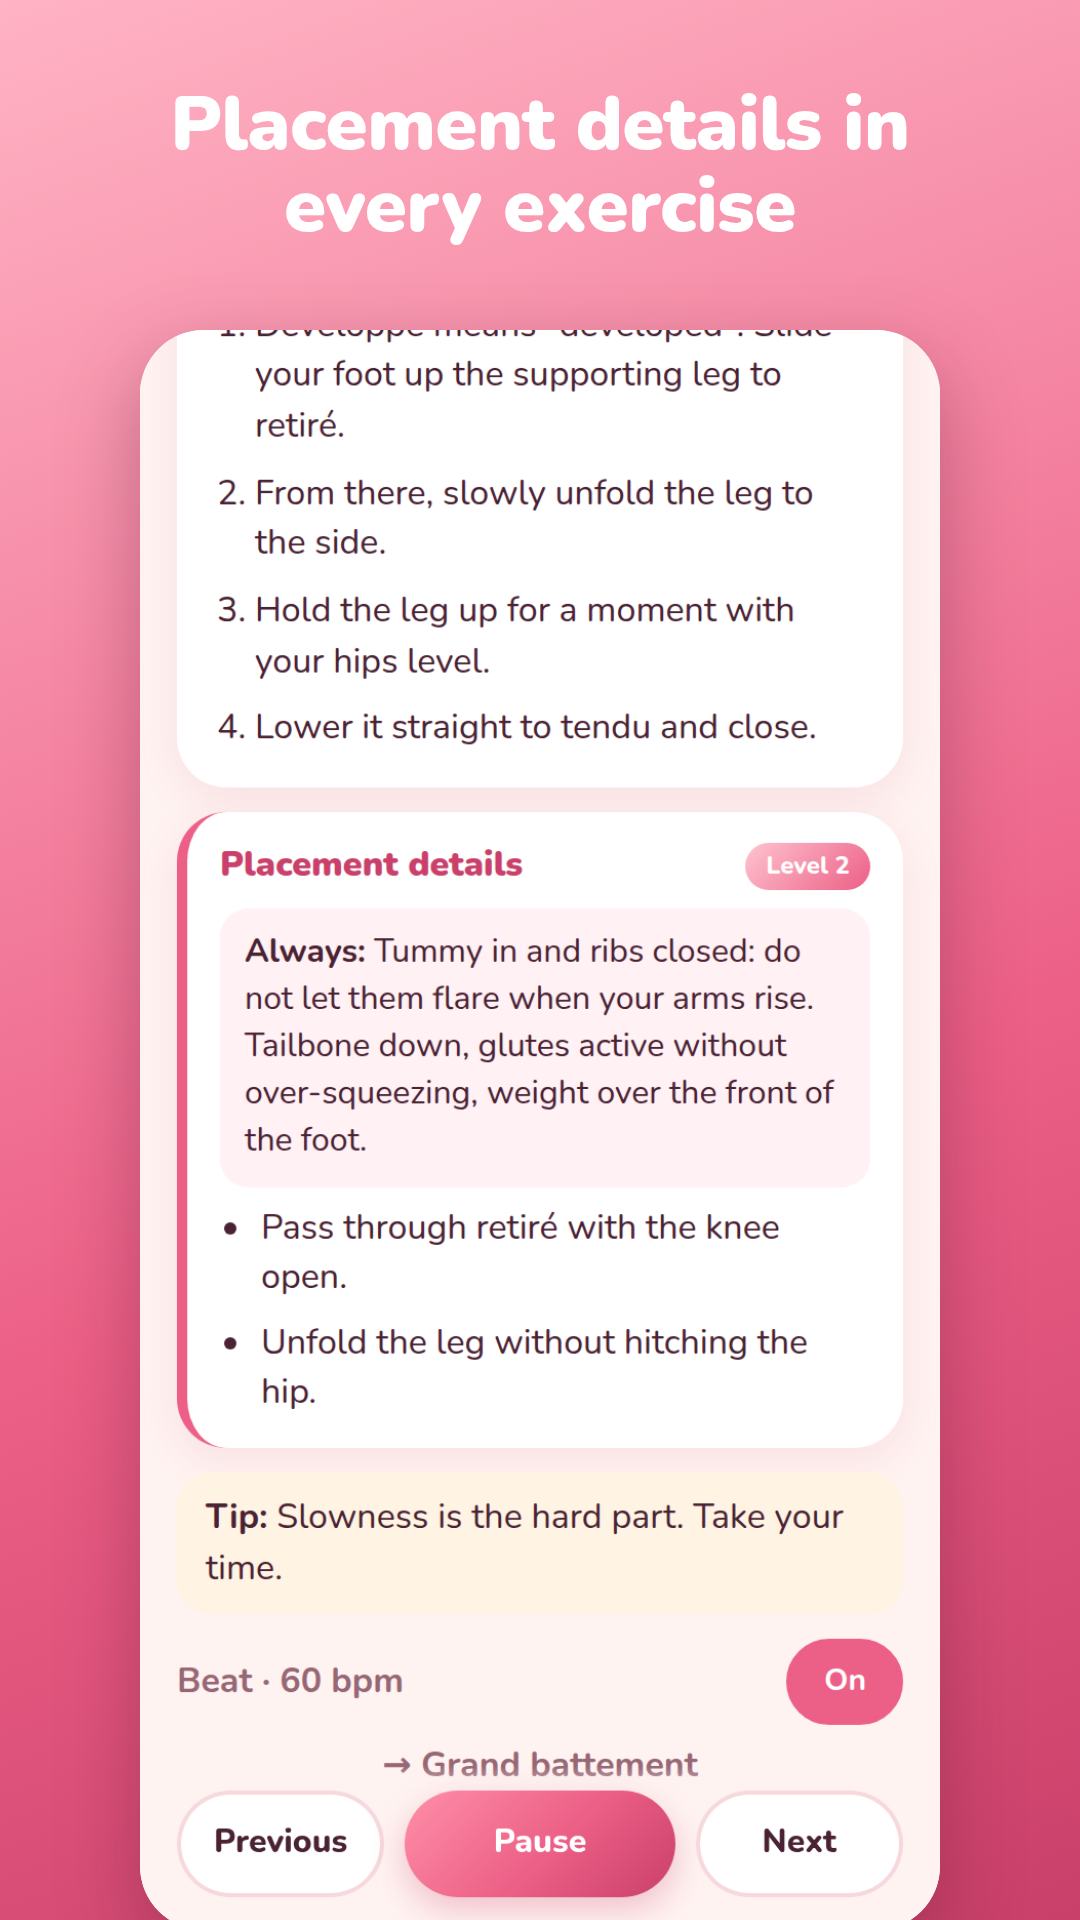 Placement details in
every exercise
1. Developpé means "developed". Slide
your foot up the supporting leg to
retiré.
2. From there, slowly unfold the leg to
the side.
3. Hold the leg up for a moment with
your hips level.
4. Lower it straight to tendu and close.
Placement details
Level 2
Always: Tummy in and ribs closed: do
not let them flare when your arms rise.
Tailbone down, glutes active without
over-squeezing, weight over the front of
the foot.
• Pass through retiré with the knee
open.
• Unfold the leg without hitching the
hip.
Tip: Slowness is the hard part. Take your
time.
Beat · 60 bpm
On
→ Grand battement
Previous
Pause
Next